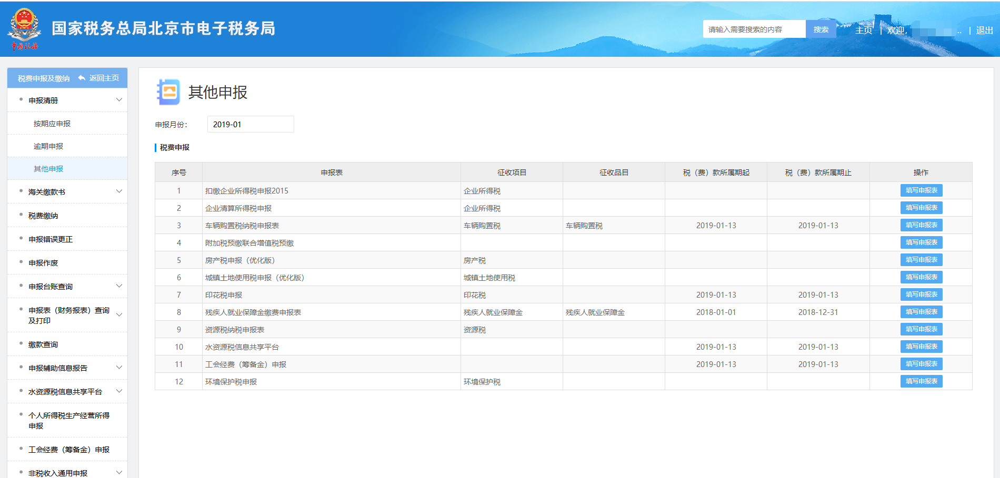 国家税务总局北京市电子税务局
中国税务
请输入需要搜索的内容 搜索 主页 | 欢迎, .. | 退出
税费申报及缴纳 返回主页
申报清册
按期应申报
逾期申报
其他申报
海关缴款书
税费缴纳
申报错误更正
申报作废
申报台账查询
申报表（财务报表）查询
及打印
缴款查询
申报辅助信息报告
水资源税信息共享平台
个人所得税生产经营所得
申报
工会经费（筹备金）申报
非税收入通用申报
其他申报
申报月份： 2019-01
税费申报
序号 申报表 征收项目 征收品目 税（费）款所属期起 税（费）款所属期止 操作
1 扣缴企业所得税申报2015 企业所得税 填写申报表
2 企业清算所得税申报 企业所得税 填写申报表
3 车辆购置税纳税申报表 车辆购置税 车辆购置税 2019-01-13 2019-01-13 填写申报表
4 附加税预缴联合增值税预缴 填写申报表
5 房产税申报（优化版） 房产税 填写申报表
6 城镇土地使用税申报（优化版） 城镇土地使用税 填写申报表
7 印花税申报 印花税 2019-01-13 2019-01-13 填写申报表
8 残疾人就业保障金缴费申报表 残疾人就业保障金 残疾人就业保障金 2018-01-01 2018-12-31 填写申报表
9 资源税纳税申报表 资源税 填写申报表
10 水资源税信息共享平台 2019-01-13 2019-01-13 填写申报表
11 工会经费（筹备金）申报 2019-01-13 2019-01-13 填写申报表
12 环境保护税申报 环境保护税 填写申报表